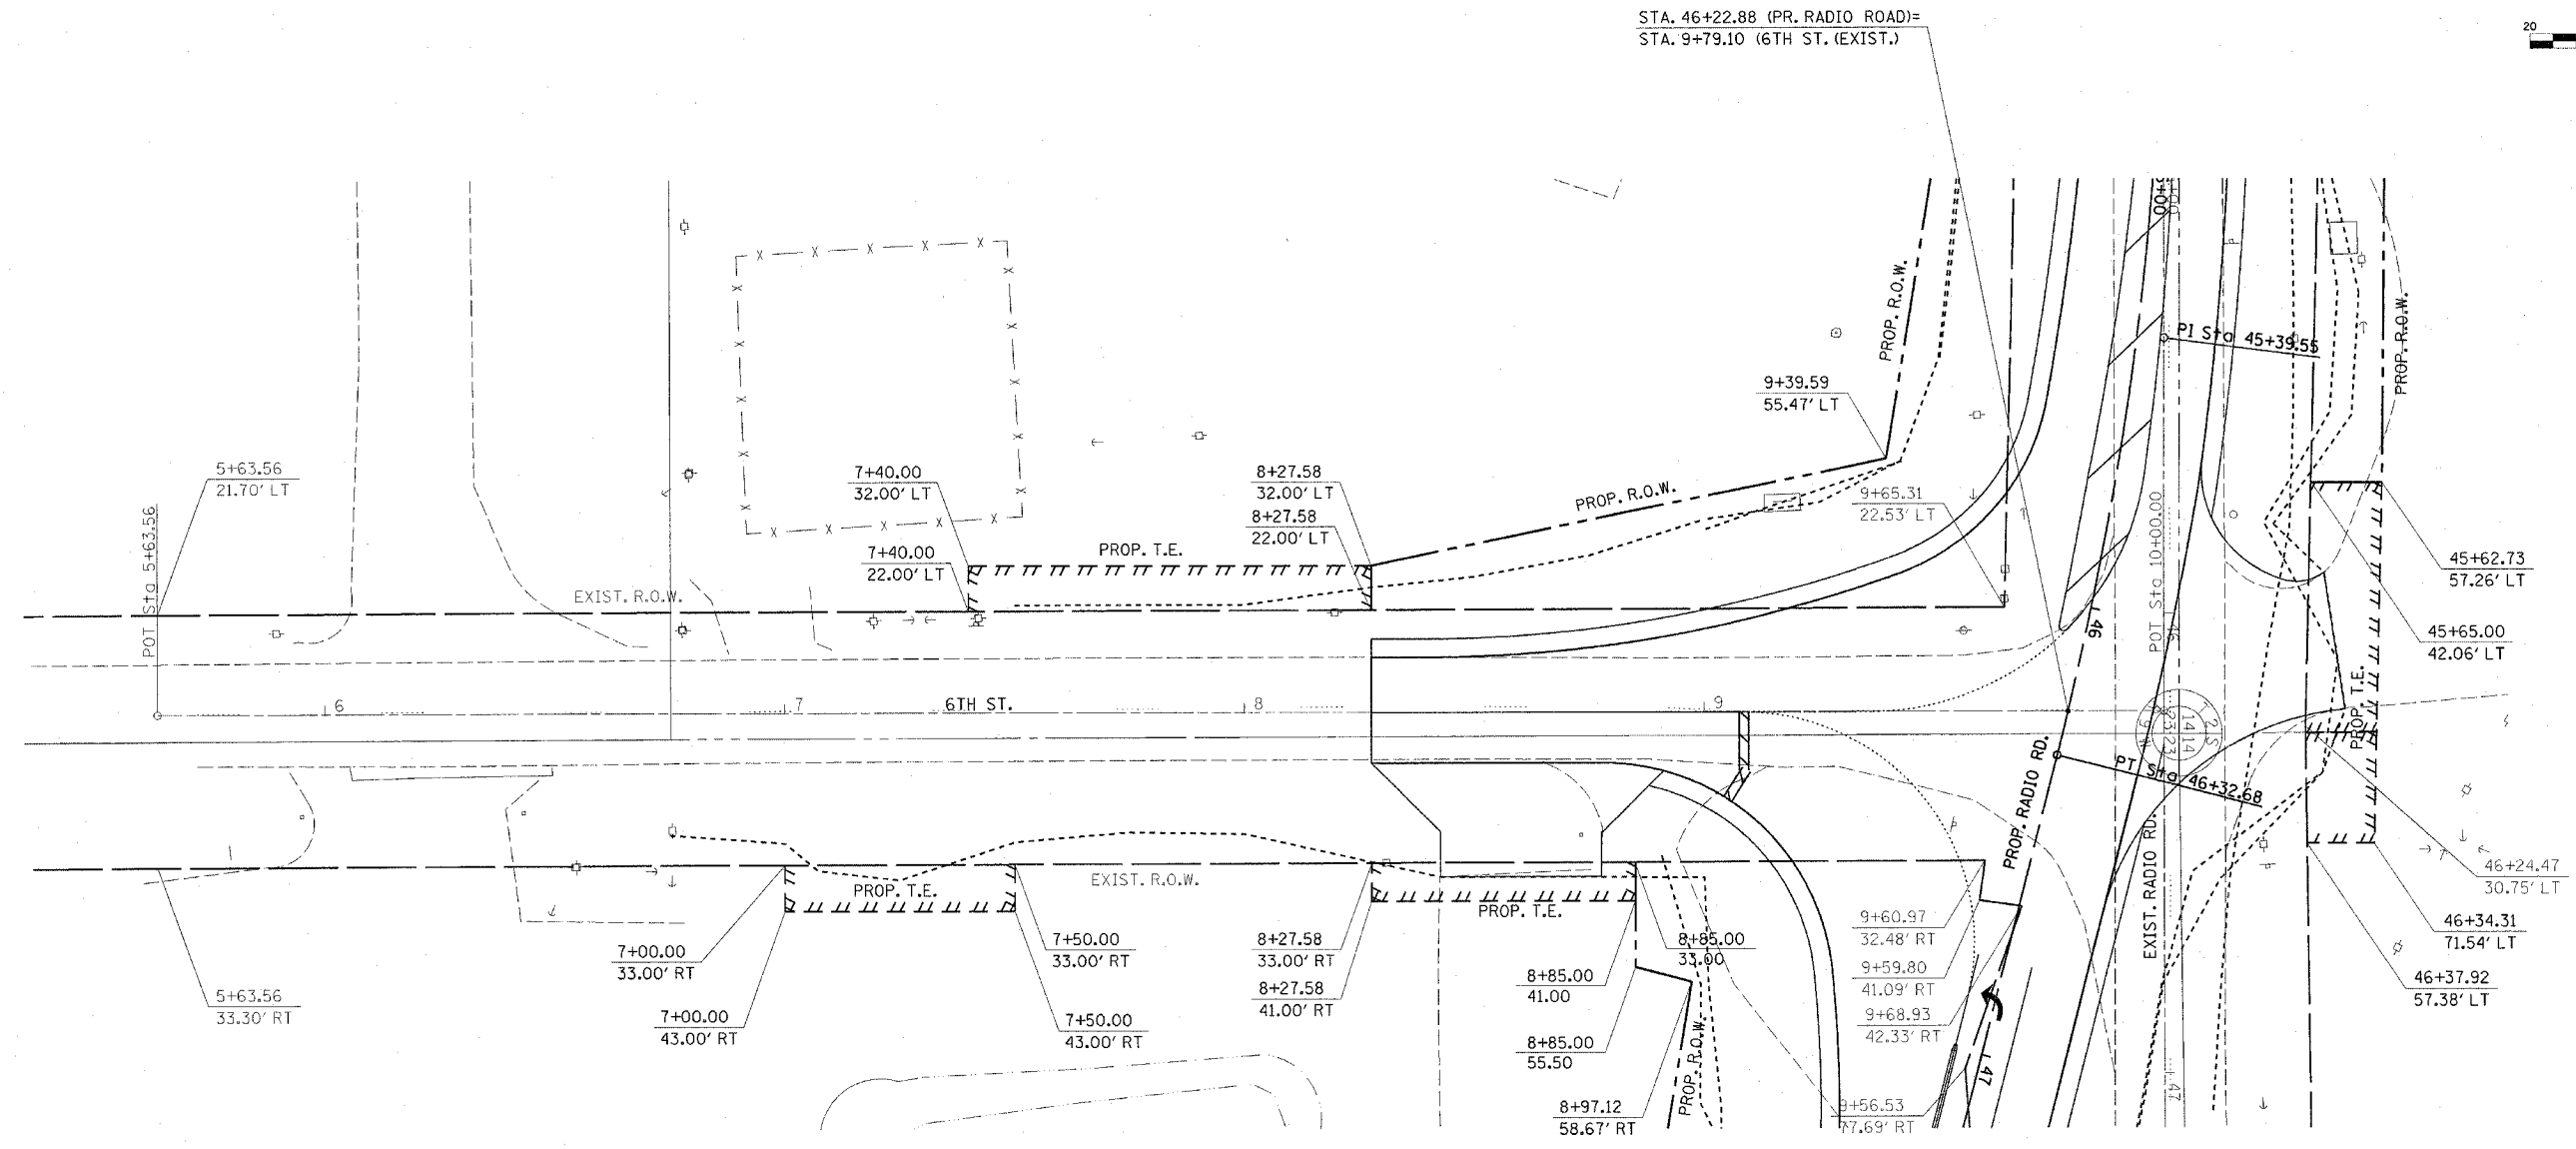 STA. 46+22.88 (PR. RADIO ROAD)=
STA. 9+79.10 (6TH ST. (EXIST.)
20
PROP. R.O.W.
PI Sta 45+39.55
PROP. R.O.W.
9+39.59
55.47' LT
5+63.56
21.70' LT
7+40.00
32.00' LT
8+27.58
32.00' LT
PROP. R.O.W.
9+65.31
22.53' LT
8+27.58
22.00' LT
7+40.00
22.00' LT
PROP. T.E.
POT Sta 5+63.56
POT Sta 10+00.00
45+62.73
57.26' LT
EXIST. R.O.W.
46
46
45+65.00
42.06' LT
6
7
6TH ST.
8
9
PROP. T.E.
T 2 S
14 14
23 23
PT Sta 46+32.68
PROP. RADIO RD.
EXIST. RADIO RD.
46+24.47
30.75' LT
PROP. T.E.
EXIST. R.O.W.
PROP. T.E.
46+34.31
71.54' LT
9+60.97
32.48' RT
7+00.00
33.00' RT
7+50.00
33.00' RT
8+27.58
33.00' RT
8+85.00
33.00
8+85.00
41.00
9+59.80
41.09' RT
46+37.92
57.38' LT
5+63.56
33.30' RT
8+27.58
41.00' RT
7+00.00
43.00' RT
7+50.00
43.00' RT
9+68.93
42.33' RT
8+85.00
55.50
PROP. R.O.W.
47
47
8+97.12
58.67' RT
9+56.53
77.69' RT